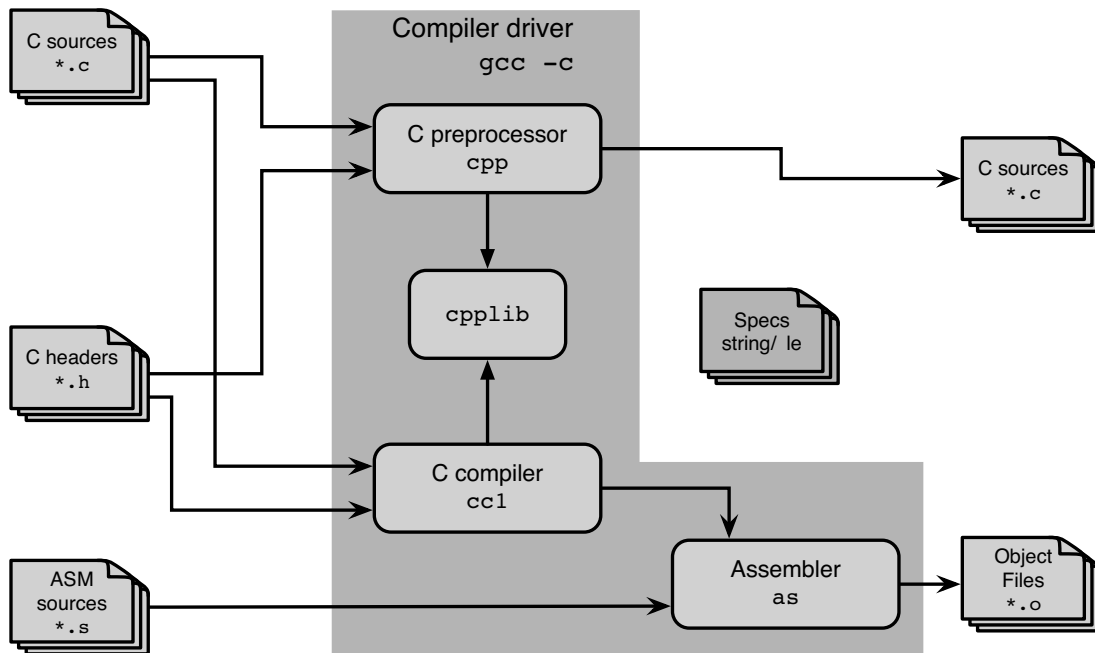 Compiler driver
gcc -c
C sources
*.c
C preprocessor
cpp
C sources
*.c
cpplib
Specs
string/ le
C headers
*.h
C compiler
cc1
ASM
sources
*.s
Assembler
as
Object
Files
*.o